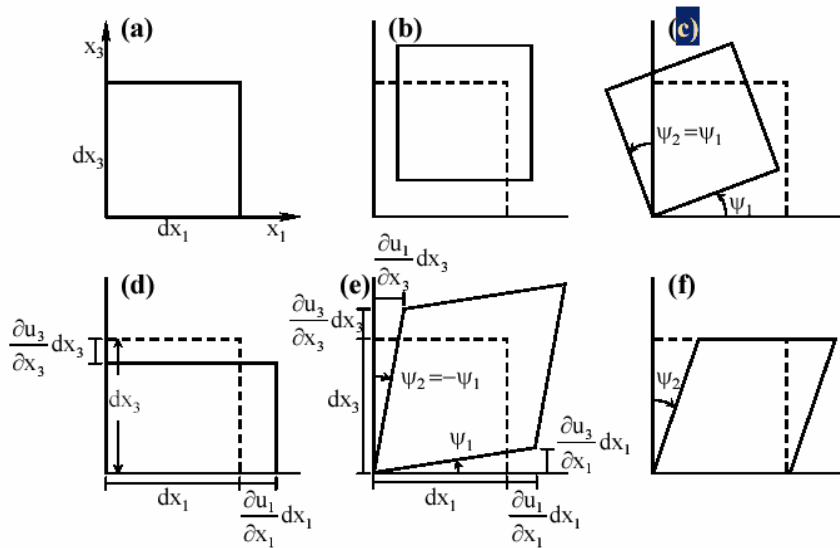 (a)
x₃
dx₃
dx₁
x₁
(b)
(c)
ψ₂=ψ₁
ψ₁
(d)
∂u₃/∂x₃ dx₃
dx₃
dx₁
∂u₁/∂x₁ dx₁
(e)
∂u₁/∂x₃ dx₃
∂u₃/∂x₃ dx₃
dx₃
ψ₂=−ψ₁
ψ₁
∂u₃/∂x₁ dx₁
dx₁
∂u₁/∂x₁ dx₁
(f)
ψ₂